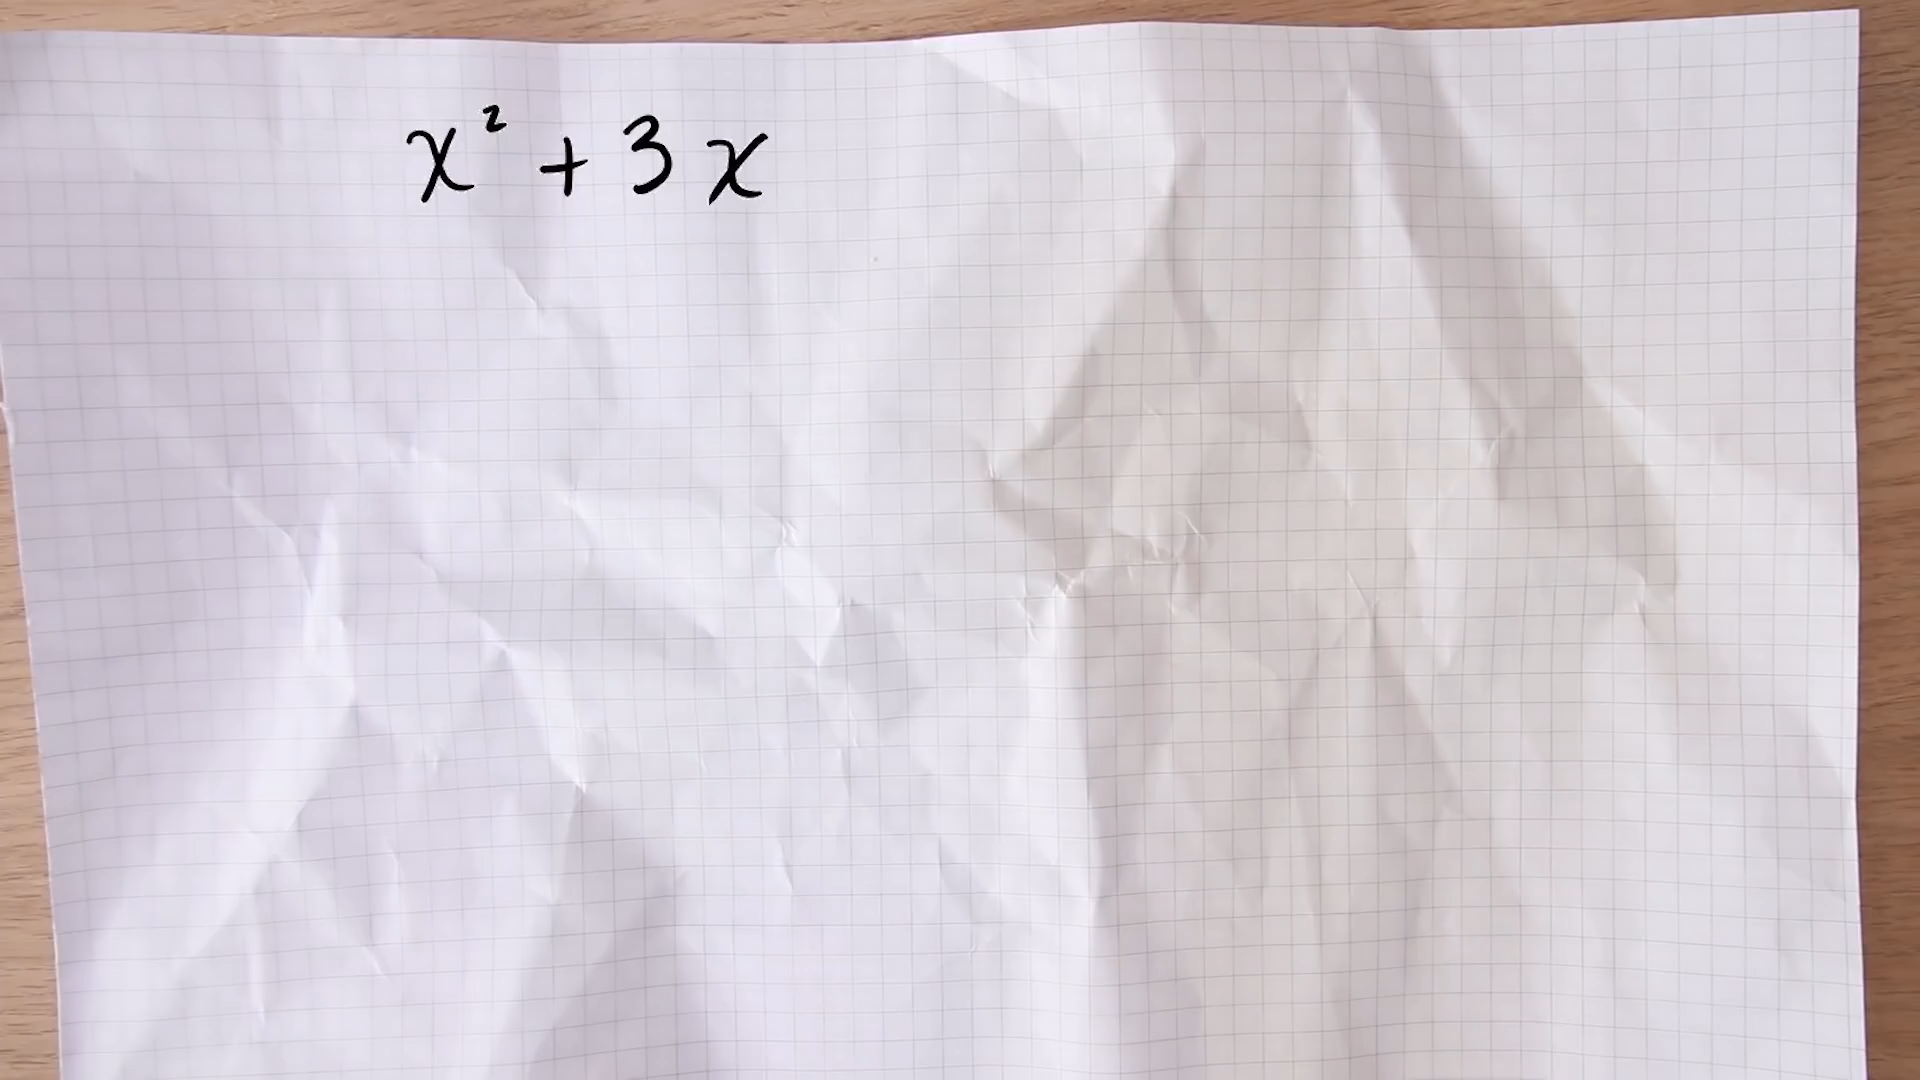 x² + 3x